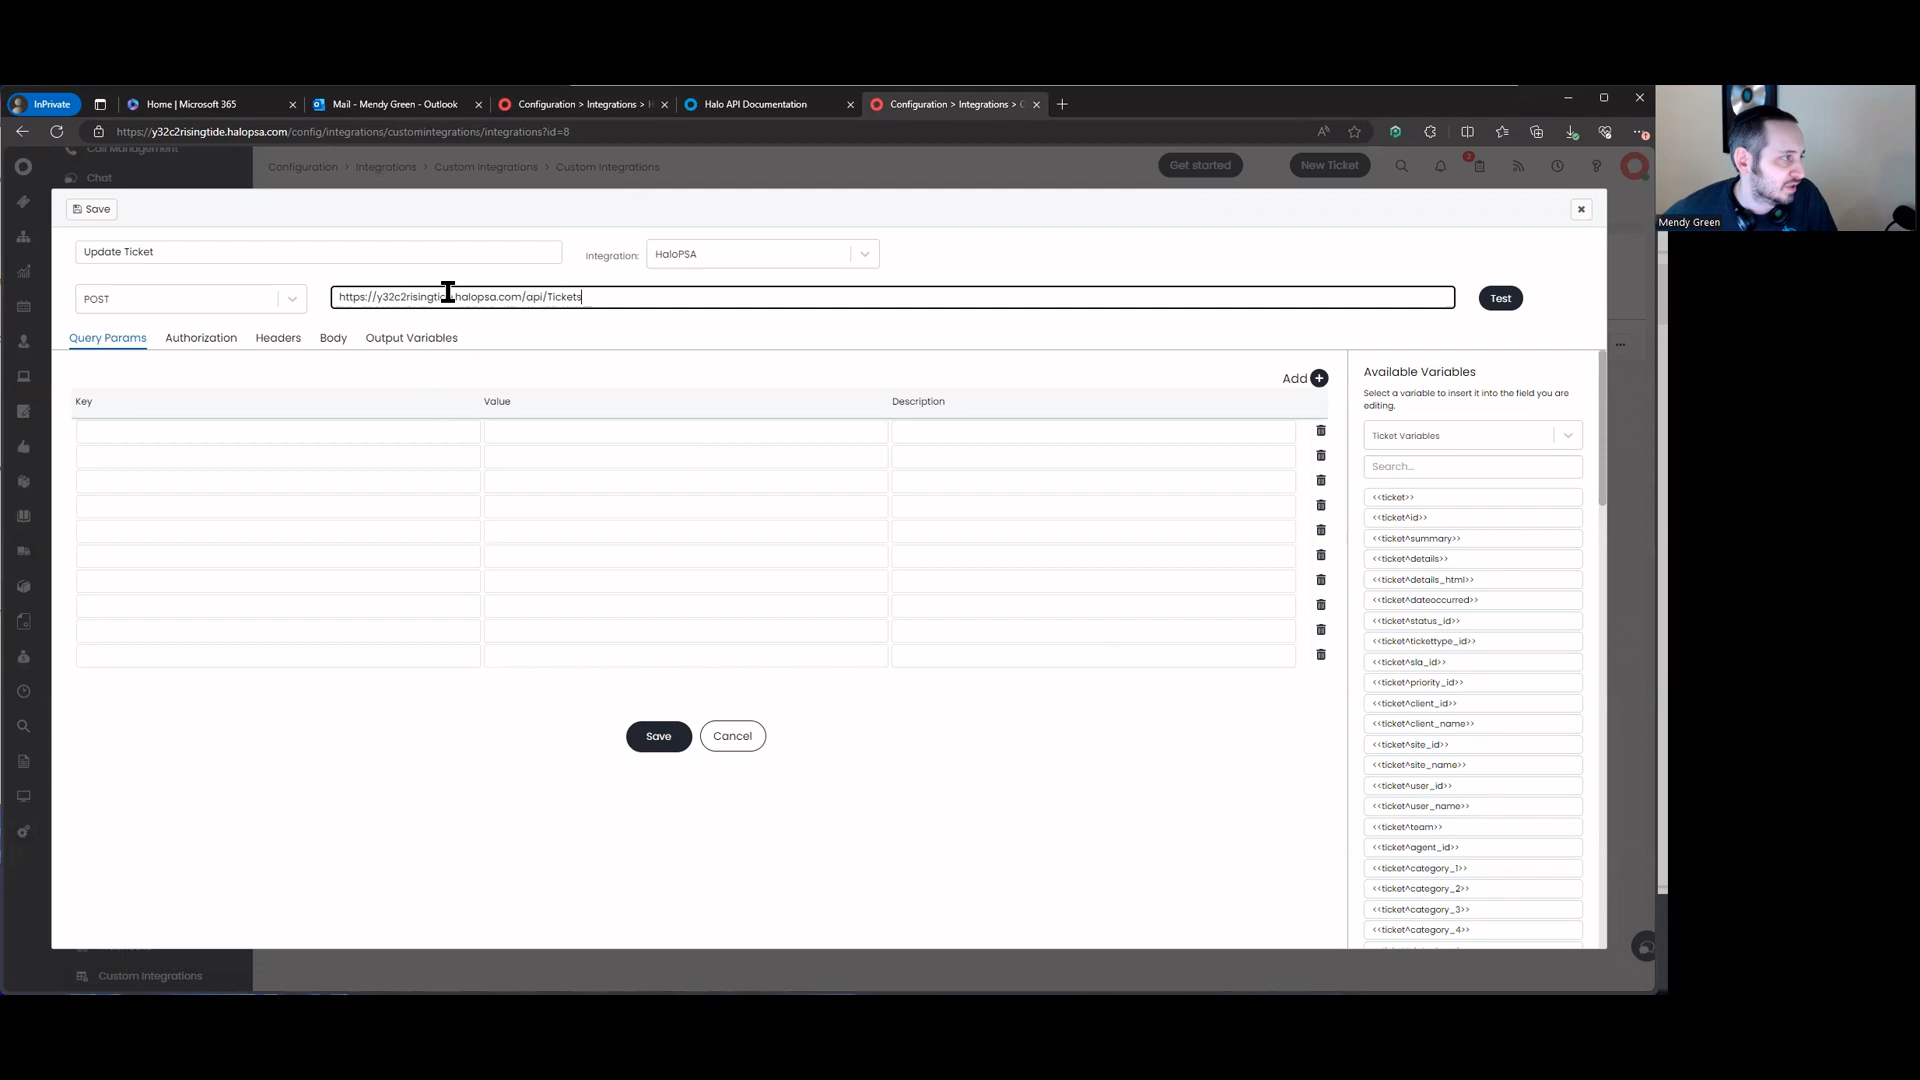 InPrivate
Home | Microsoft 365
Mail - Mendy Green - Outlook
Configuration > Integrations > H
Halo API Documentation
Configuration > Integrations > C
https://y32c2risingtide.halopsa.com/config/integrations/customintegrations/integrations?id=8
Call Management
Chat
Configuration > Integrations > Custom Integrations > Custom Integrations
Get started
New Ticket
2
Mendy Green
Save
Update Ticket
Integration:
HaloPSA
POST
https://y32c2risingtide.halopsa.com/api/Tickets
Test
Query Params
Authorization
Headers
Body
Output Variables
Add
Key
Value
Description
Save
Cancel
Available Variables
Select a variable to insert it into the field you are
editing.
Ticket Variables
Search...
<<ticket>>
<<ticket^id>>
<<ticket^summary>>
<<ticket^details>>
<<ticket^details_html>>
<<ticket^dateoccurred>>
<<ticket^status_id>>
<<ticket^tickettype_id>>
<<ticket^sla_id>>
<<ticket^priority_id>>
<<ticket^client_id>>
<<ticket^client_name>>
<<ticket^site_id>>
<<ticket^site_name>>
<<ticket^user_id>>
<<ticket^user_name>>
<<ticket^team>>
<<ticket^agent_id>>
<<ticket^category_1>>
<<ticket^category_2>>
<<ticket^category_3>>
<<ticket^category_4>>
Custom Integrations